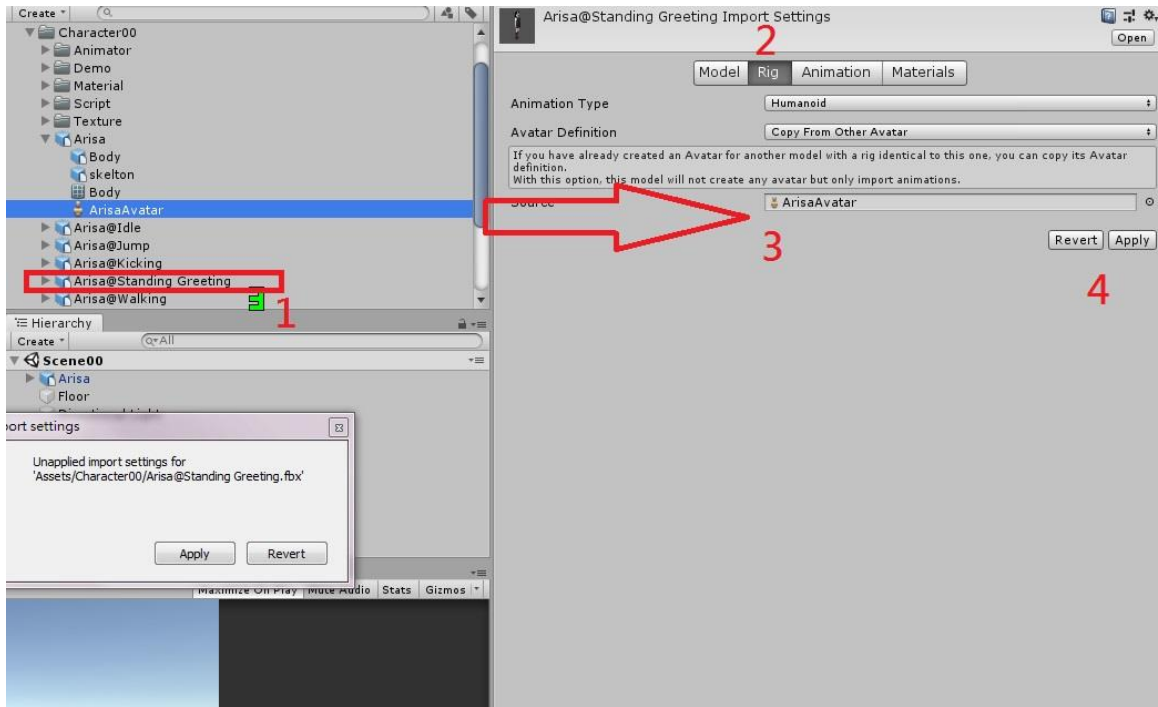 Create
Character00
Animator
Demo
Material
Script
Texture
Arisa
Body
skelton
Body
ArisaAvatar
Arisa@Idle
Arisa@Jump
Arisa@Kicking
Arisa@Standing Greeting
Arisa@Walking
1
Hierarchy
Create
All
Scene00
Arisa
Floor
ort settings
Unapplied import settings for
'Assets/Character00/Arisa@Standing Greeting.fbx'
Apply Revert
Maximize On Play Mute Audio Stats Gizmos
Arisa@Standing Greeting Import Settings
Open
2
Model Rig Animation Materials
Animation Type Humanoid
Avatar Definition Copy From Other Avatar
If you have already created an Avatar for another model with a rig identical to this one, you can copy its Avatar
definition.
With this option, this model will not create any avatar but only import animations.
Source ArisaAvatar
3
Revert Apply
4